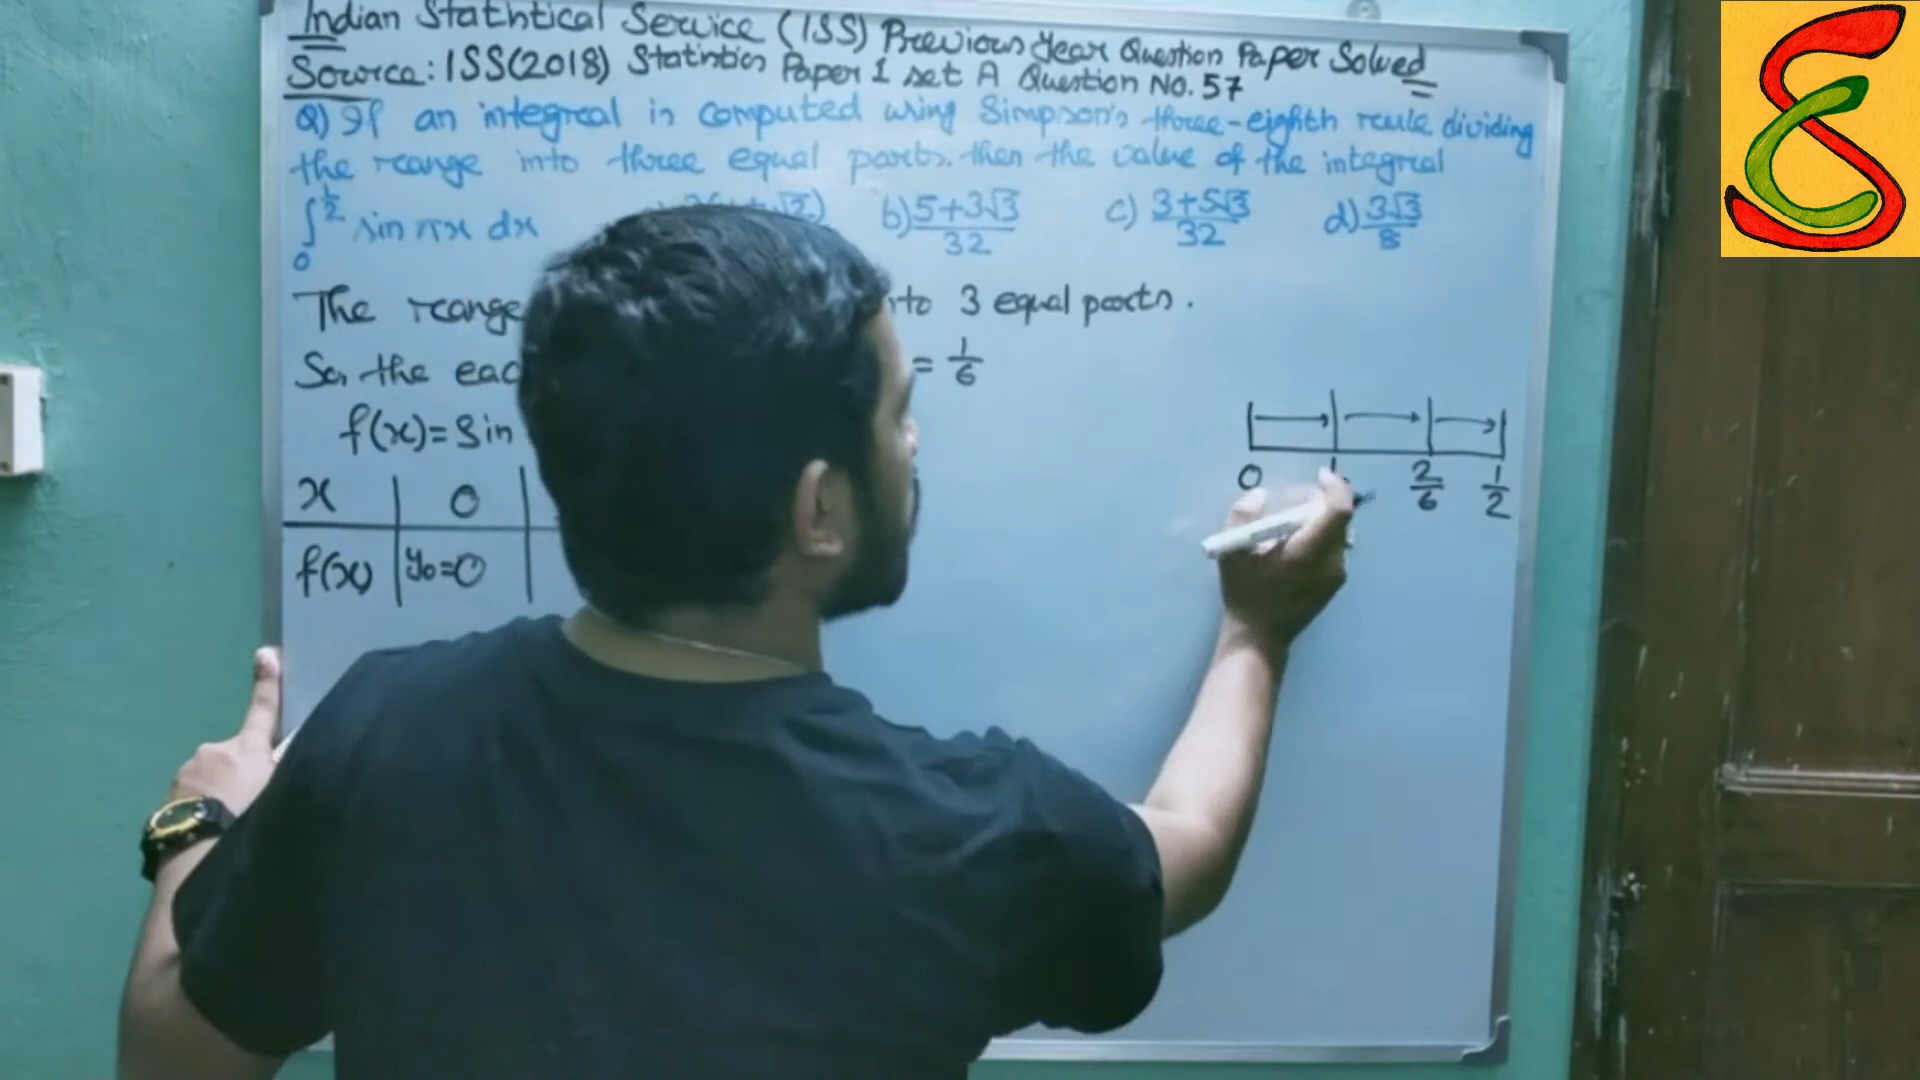 Indian Statistical Service (ISS) Previous Year Question Paper Solved
Source: ISS(2018) Statistics Paper 1 set A Question No. 57
Q) If an integral is computed using Simpson's three-eighth rule dividing
the range into three equal parts. then the value of the integral
∫₀^½ sin πx dx b) 5+3√3/32 c) 3+5√3/32 d) 3√3/8
The range 3 equal parts.
So, the = 1/6
f(x)=Sin
0 2/6 1/2
x 0
f(x) y₀=0